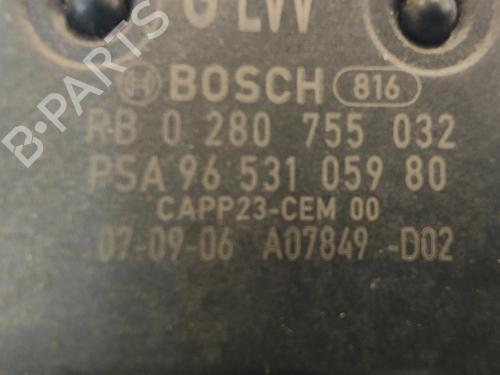 G LW
B-PARTS
BOSCH 816
RB 0 280 755 032
PSA 96 531 059 80
CAPP23-CEM 00
07-09-06 A07849 -D02